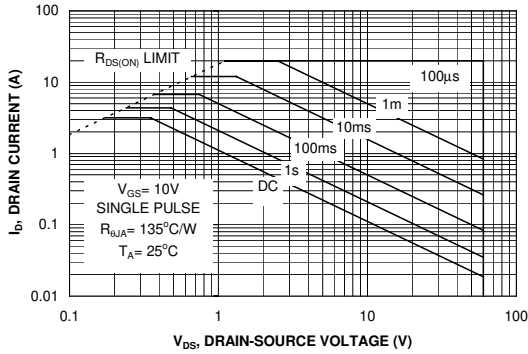 100
10
1
0.1
0.01
I_D, DRAIN CURRENT (A)
R_DS(ON) LIMIT
100µs
1m
10ms
100ms
1s
DC
V_GS= 10V
SINGLE PULSE
R_θJA= 135°C/W
T_A= 25°C
0.1
1
10
100
V_DS, DRAIN-SOURCE VOLTAGE (V)